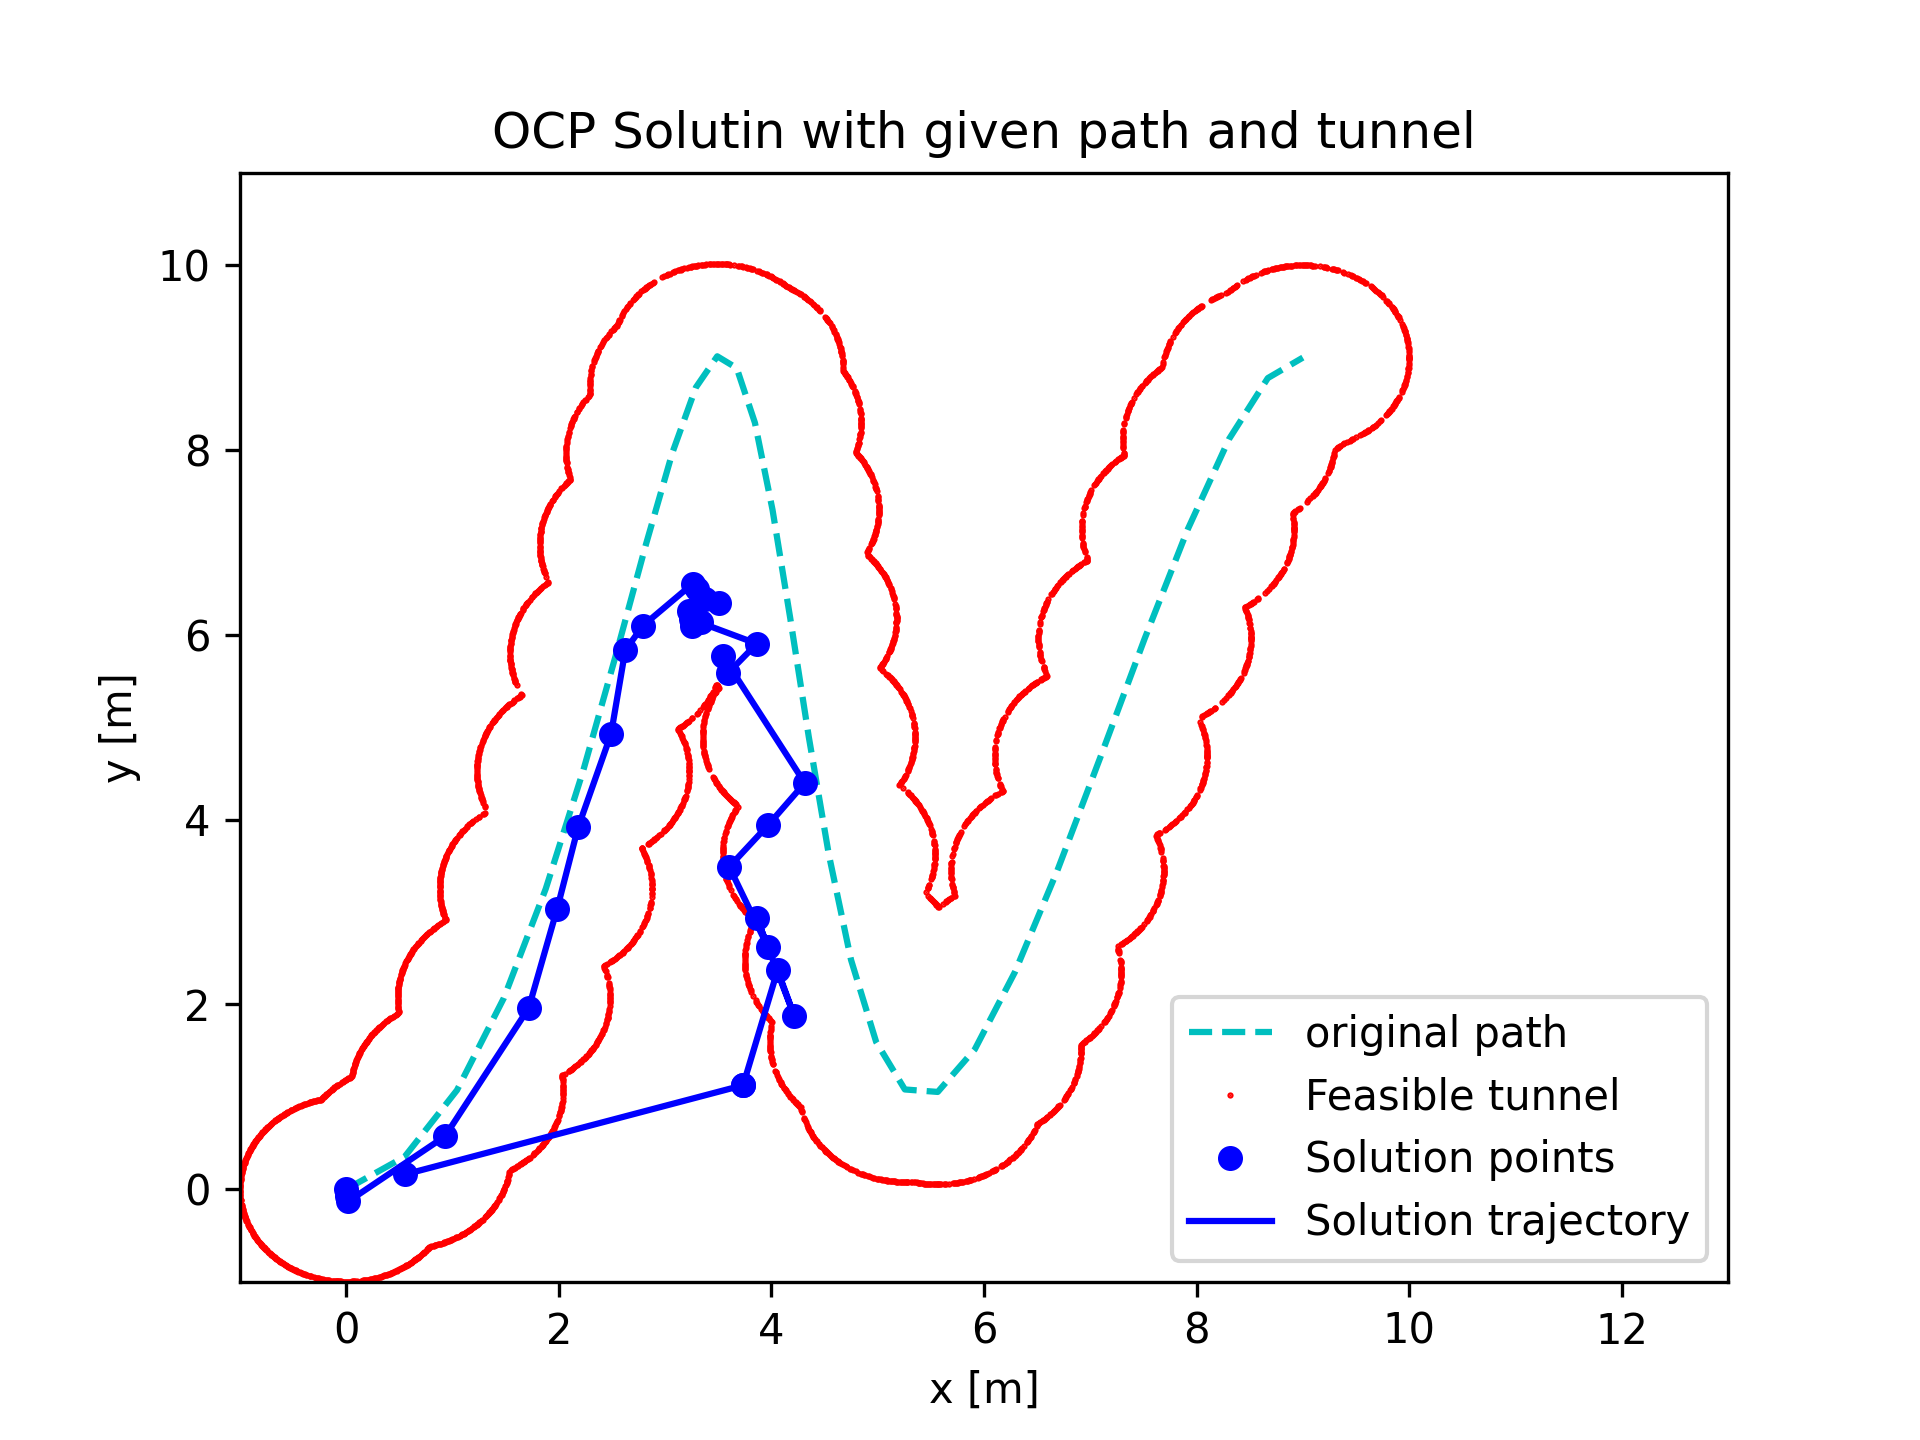 OCP Solutin with given path and tunnel
y [m]
10
8
6
4
2
0
0 2 4 6 8 10 12
x [m]
original path
Feasible tunnel
Solution points
Solution trajectory